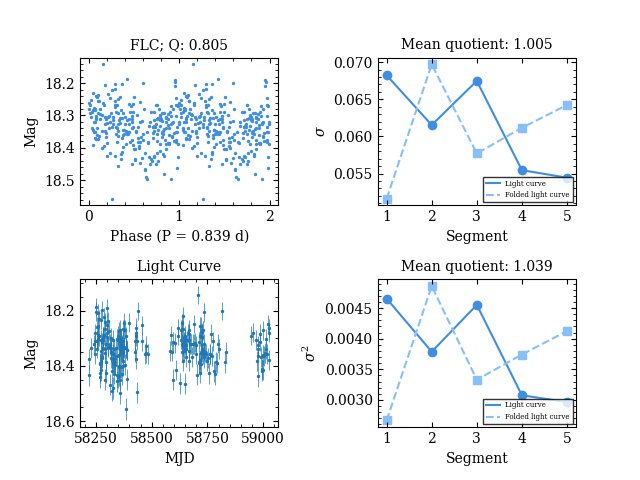 FLC; Q: 0.805
Mag
18.2
18.3
18.4
18.5
0 1 2
Phase (P = 0.839 d)
Mean quotient: 1.005
σ
0.070
0.065
0.060
0.055
Light curve
Folded light curve
1 2 3 4 5
Segment
Light Curve
Mag
18.2
18.4
18.6
58250 58500 58750 59000
MJD
Mean quotient: 1.039
σ²
0.0045
0.0040
0.0035
0.0030
Light curve
Folded light curve
1 2 3 4 5
Segment